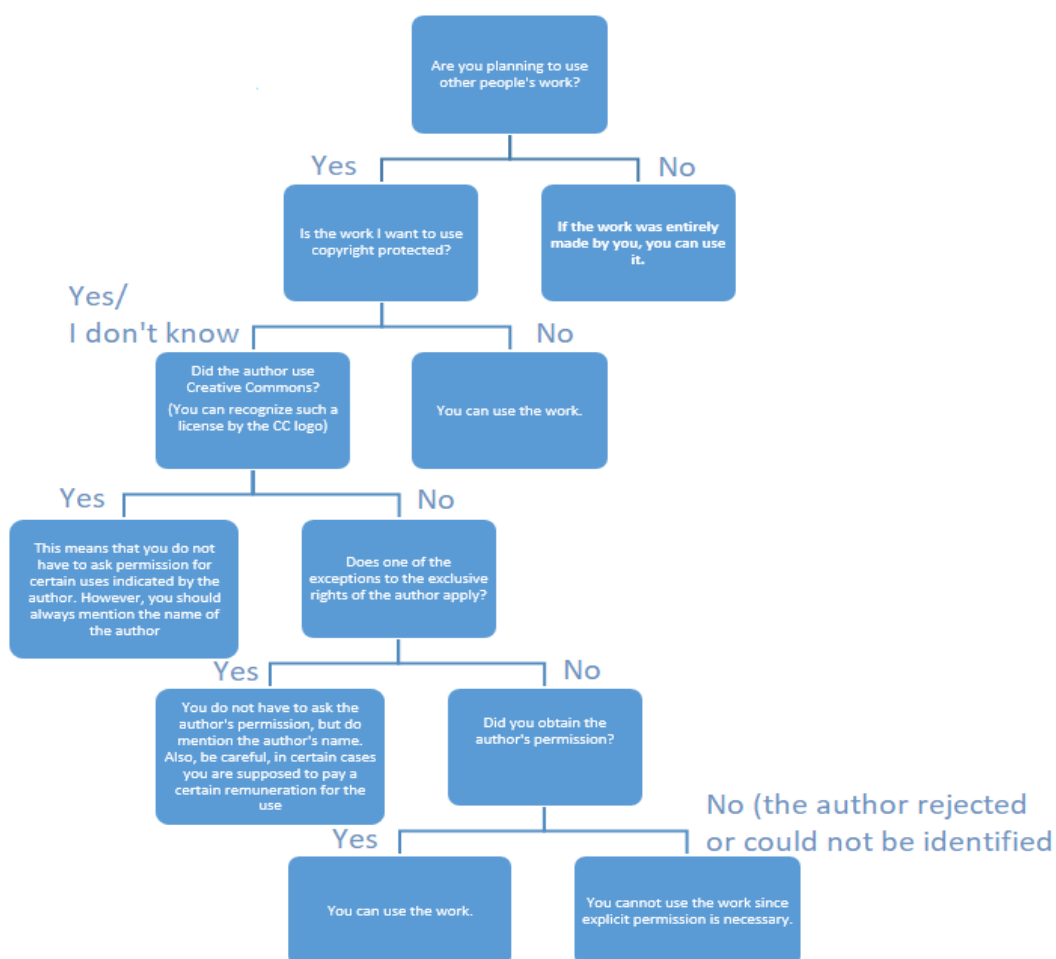 Are you planning to use
other people's work?
Yes
No
Is the work I want to use
copyright protected?
If the work was entirely
made by you, you can use
it.
Yes/
I don't know
No
Did the author use
Creative Commons?
(You can recognize such a
license by the CC logo)
You can use the work.
Yes
No
This means that you do not
have to ask permission for
certain uses indicated by the
author. However, you should
always mention the name of
the author
Does one of the
exceptions to the exclusive
rights of the author apply?
Yes
No
You do not have to ask the
author's permission, but do
mention the author's name.
Also, be careful, in certain cases
you are supposed to pay a
certain remuneration for the
use
Did you obtain the
author's permission?
Yes
No (the author rejected
or could not be identified
You can use the work.
You cannot use the work since
explicit permission is necessary.